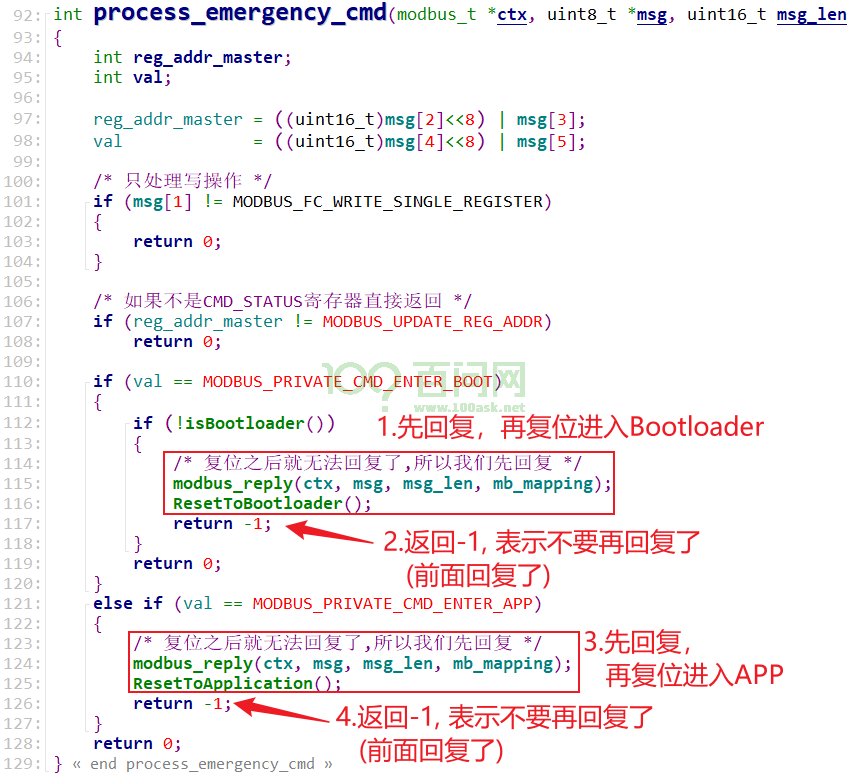 92: int process_emergency_cmd(modbus_t *ctx, uint8_t *msg, uint16_t msg_len
93: {
94: int reg_addr_master;
95: int val;
96:
97: reg_addr_master = ((uint16_t)msg[2]<<8) | msg[3];
98: val = ((uint16_t)msg[4]<<8) | msg[5];
99:
100: /* 只处理写操作 */
101: if (msg[1] != MODBUS_FC_WRITE_SINGLE_REGISTER)
102: {
103: return 0;
104: }
105:
106: /* 如果不是CMD_STATUS寄存器直接返回 */
107: if (reg_addr_master != MODBUS_UPDATE_REG_ADDR)
108: return 0;
109:
110: if (val == MODBUS_PRIVATE_CMD_ENTER_BOOT)
100? 百问网
www.100ask.net
111: {
112: if (!isBootloader())
1.先回复，再复位进入Bootloader
113: {
114: /* 复位之后就无法回复了,所以我们先回复 */
115: modbus_reply(ctx, msg, msg_len, mb_mapping);
116: ResetToBootloader();
117: return -1;
2.返回-1, 表示不要再回复了
(前面回复了)
118: }
119: return 0;
120: }
121: else if (val == MODBUS_PRIVATE_CMD_ENTER_APP)
122: {
123: /* 复位之后就无法回复了,所以我们先回复 */
124: modbus_reply(ctx, msg, msg_len, mb_mapping);
125: ResetToApplication();
3.先回复，
再复位进入APP
126: return -1;
4.返回-1, 表示不要再回复了
(前面回复了)
127: }
128: return 0;
129: } « end process_emergency_cmd »